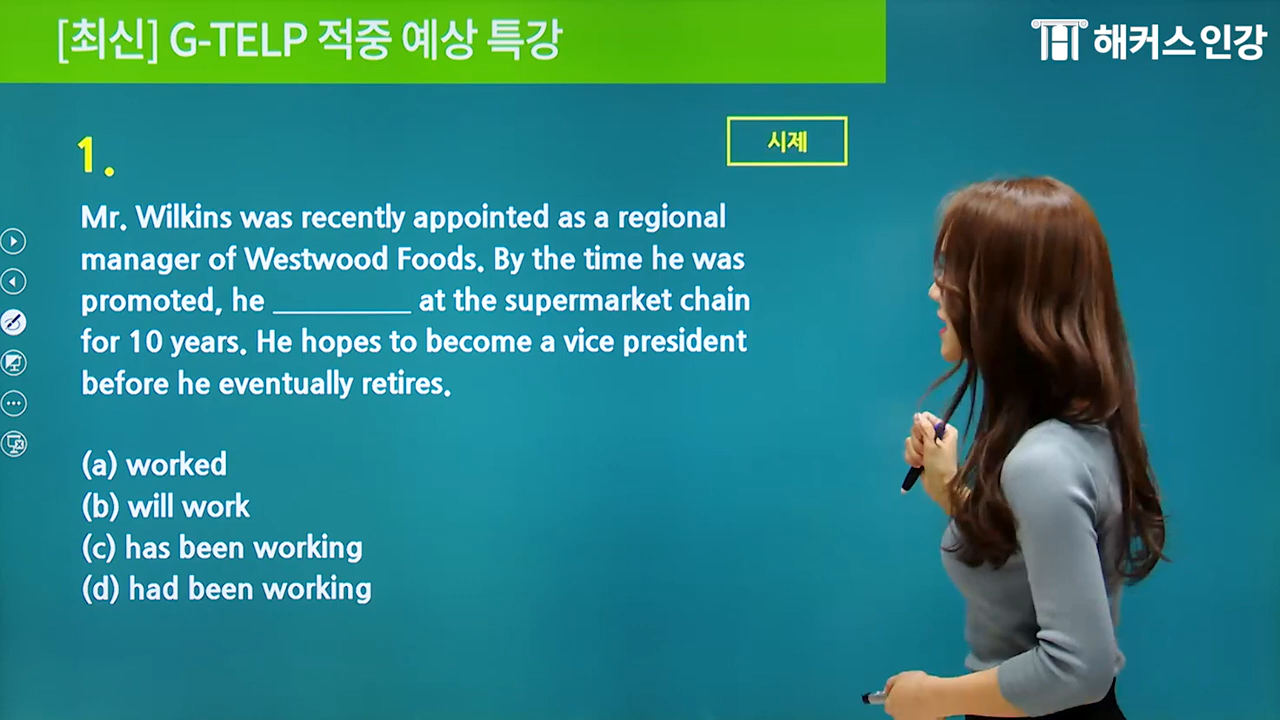 [최신] G-TELP 적중 예상 특강
해커스인강
시제
1.
Mr. Wilkins was recently appointed as a regional
manager of Westwood Foods. By the time he was
promoted, he __________ at the supermarket chain
for 10 years. He hopes to become a vice president
before he eventually retires.
(a) worked
(b) will work
(c) has been working
(d) had been working